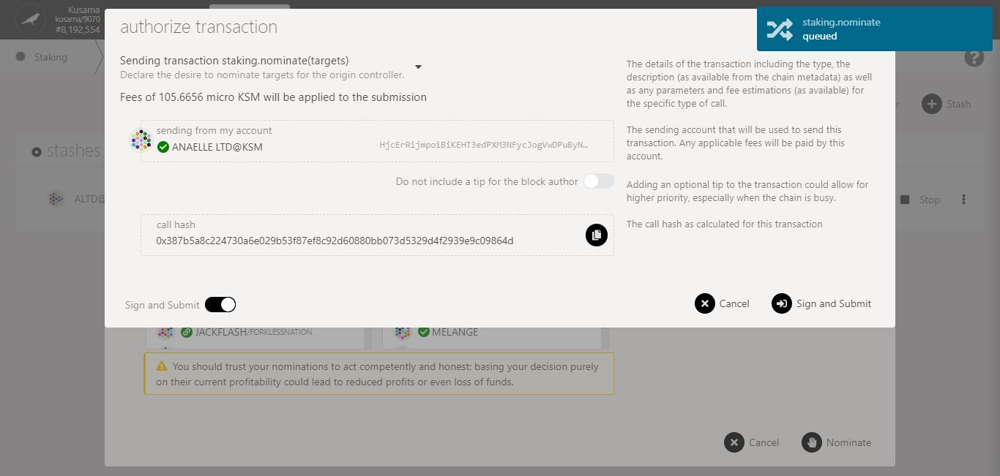 Kusama
kusama/9070
#8,192,554
authorize transaction
staking.nominate
queued
Staking
Sending transaction staking.nominate(targets)
Declare the desire to nominate targets for the origin controller.
The details of the transaction including the type, the
description (as available from the chain metadata) as well
as any parameters and fee estimations (as available) for
the specific type of call.
?
Fees of 105.6656 micro KSM will be applied to the submission
r
Stash
sending from my account
ANAELLE LTD@KSM
HjcErRijmpoiBiKEHT3edPXM3NFycJogVwDPuByN…
The sending account that will be used to send this
transaction. Any applicable fees will be paid by this
account.
stashes
Do not include a tip for the block author
Adding an optional tip to the transaction could allow for
higher priority, especially when the chain is busy.
ALTD@
Stop
call hash
0x387b5a8c224730a6e029b53f87ef8c92d60880bb073d5329d4f2939e9c09864d
The call hash as calculated for this transaction
Sign and Submit
Cancel
Sign and Submit
JACKFLASH/FORKLESSNATION
MELANGE
You should trust your nominations to act competently and honest; basing your decision purely
on their current profitability could lead to reduced profits or even loss of funds.
Cancel
Nominate